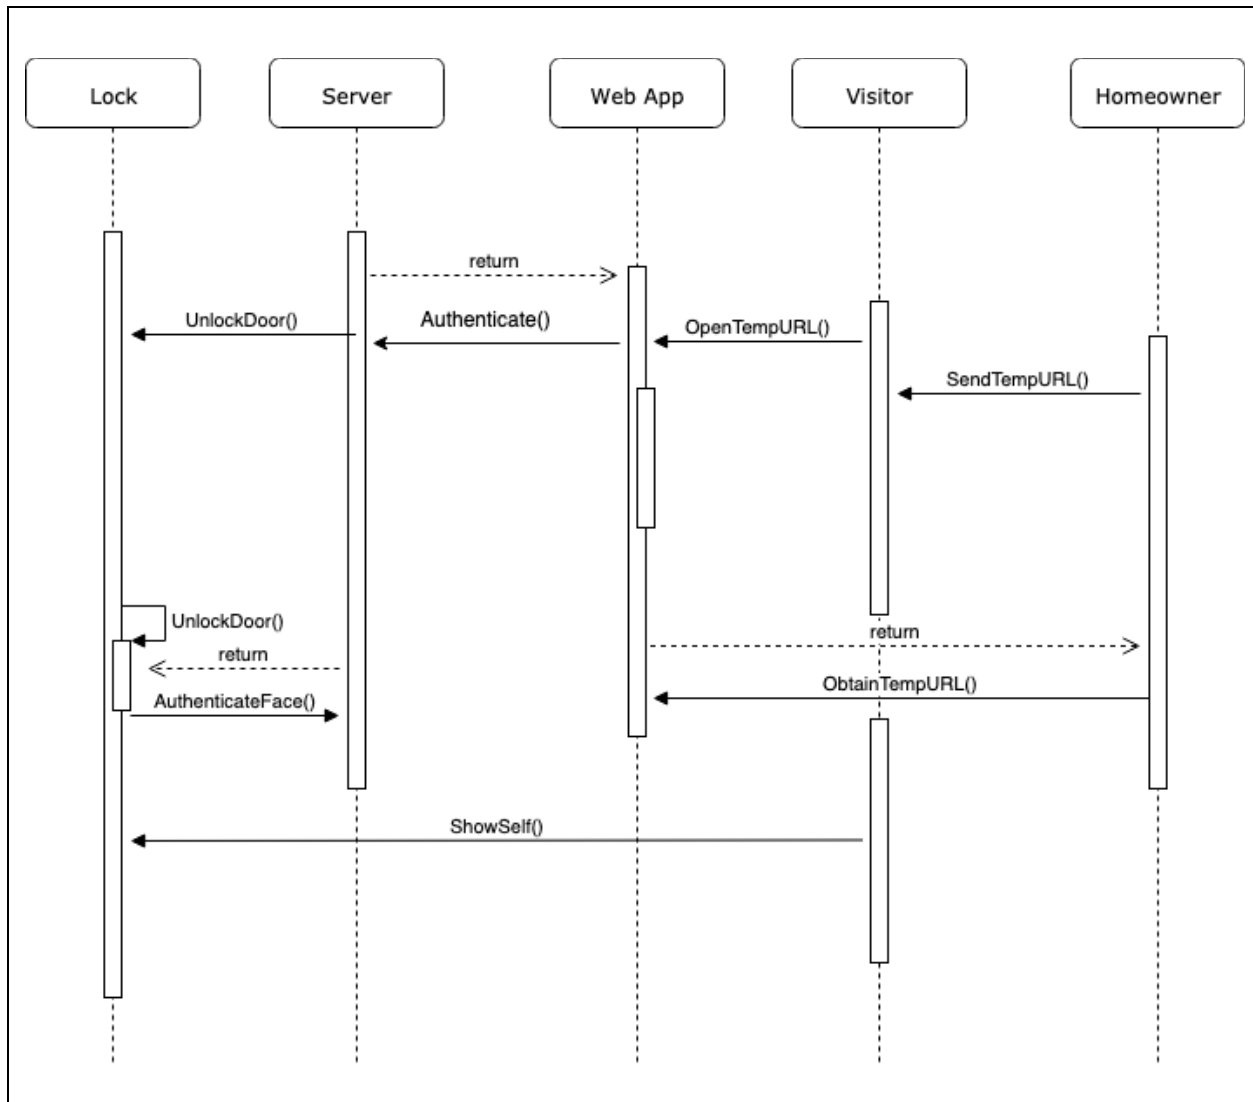 Lock
Server
Web App
Visitor
Homeowner
return
UnlockDoor()
Authenticate()
OpenTempURL()
SendTempURL()
UnlockDoor()
return
return
ObtainTempURL()
AuthenticateFace()
ShowSelf()